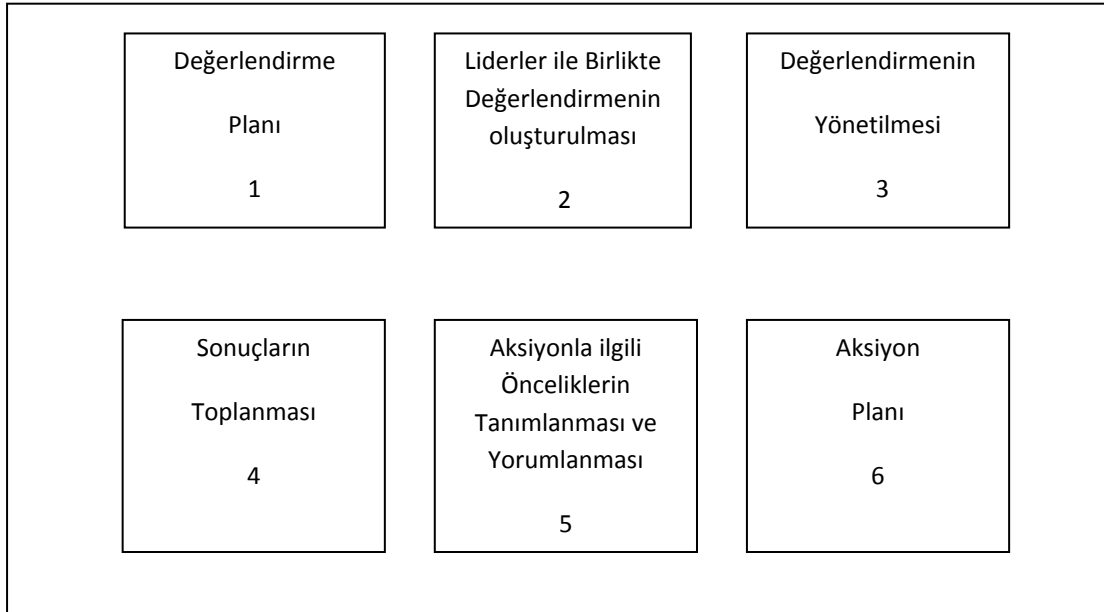 Değerlendirme
Planı
1
Liderler ile Birlikte
Değerlendirmenin
oluşturulması
2
Değerlendirmenin
Yönetilmesi
3
Sonuçların
Toplanması
4
Aksiyonla ilgili
Önceliklerin
Tanımlanması ve
Yorumlanması
5
Aksiyon
Planı
6